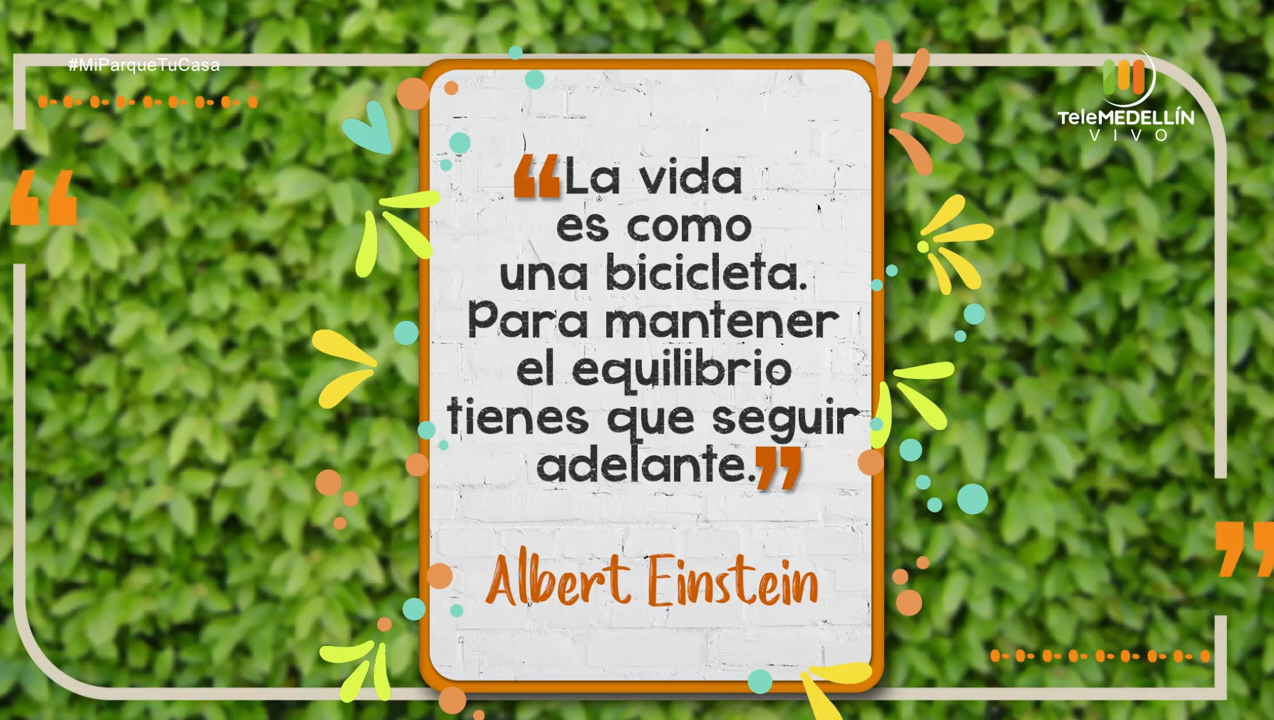 #MiParqueTuCasa
TeleMEDELLÍN
VIVO
“La vida
es como
una bicicleta.
Para mantener
el equilibrio
tienes que seguir
adelante.”
Albert Einstein